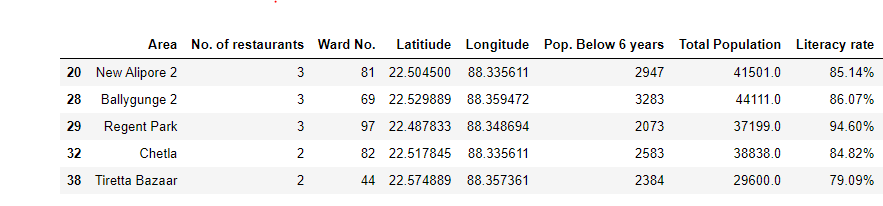 Area No. of restaurants Ward No. Latitiude Longitude Pop. Below 6 years Total Population Literacy rate
20 New Alipore 2 3 81 22.504500 88.335611 2947 41501.0 85.14%
28 Ballygunge 2 3 69 22.529889 88.359472 3283 44111.0 86.07%
29 Regent Park 3 97 22.487833 88.348694 2073 37199.0 94.60%
32 Chetla 2 82 22.517845 88.335611 2583 38838.0 84.82%
38 Tiretta Bazaar 2 44 22.574889 88.357361 2384 29600.0 79.09%